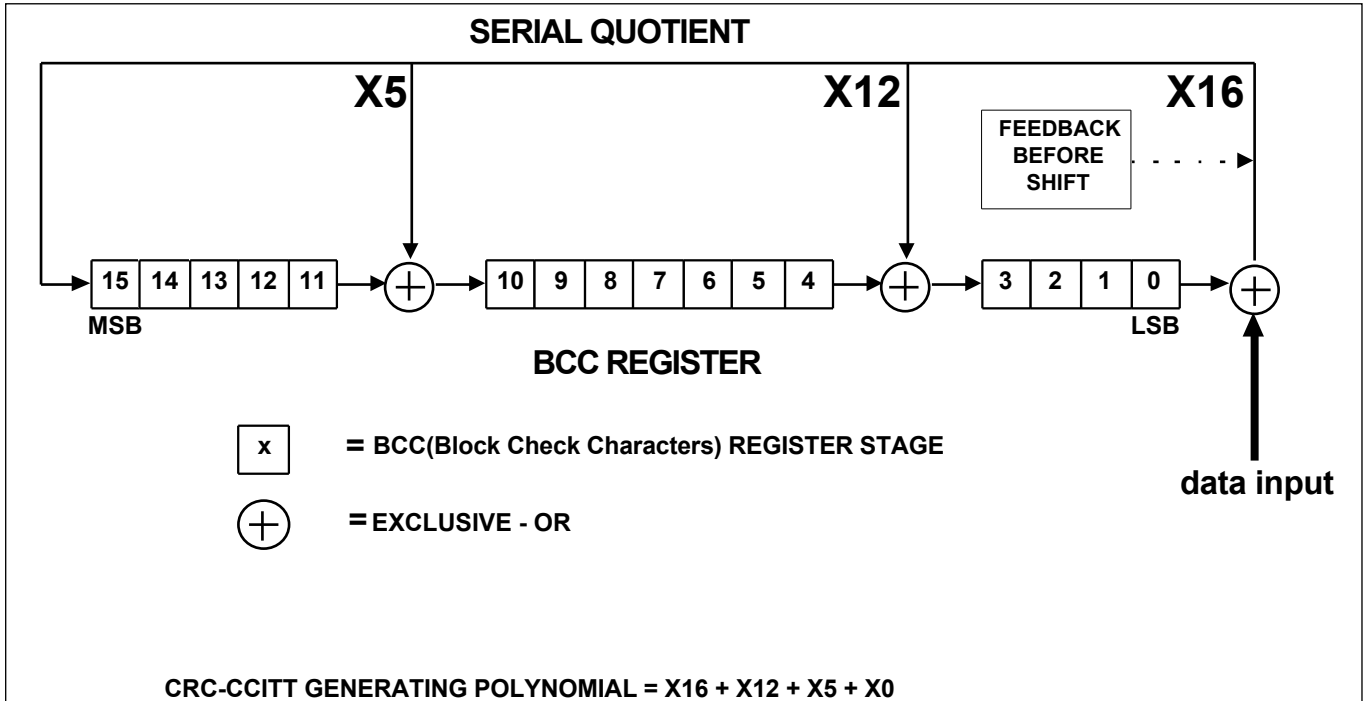 SERIAL QUOTIENT
X5
X12
X16
FEEDBACK
BEFORE
SHIFT
15 14 13 12 11
10 9 8 7 6 5 4
3 2 1 0
MSB
LSB
BCC REGISTER
x = BCC(Block Check Characters) REGISTER STAGE
data input
= EXCLUSIVE - OR
CRC-CCITT GENERATING POLYNOMIAL = X16 + X12 + X5 + X0